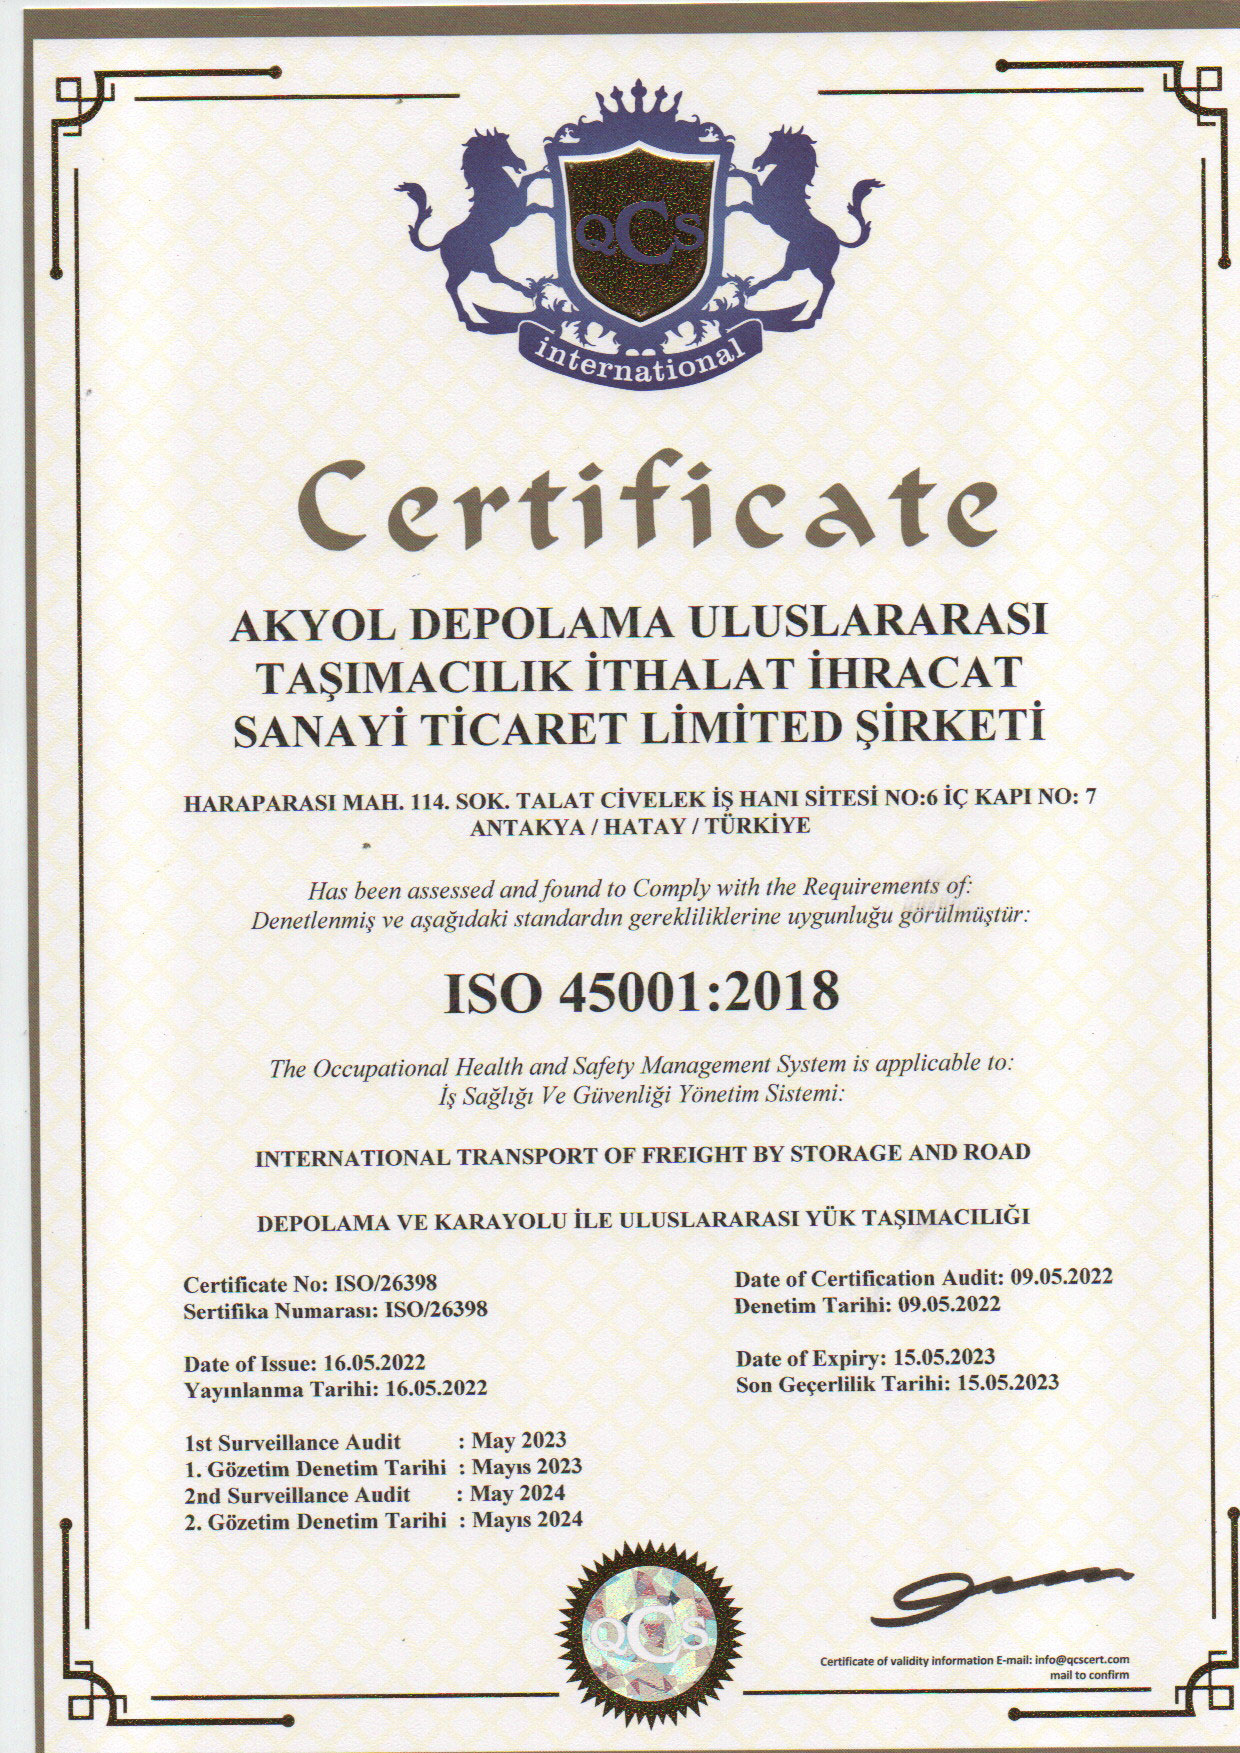 QCS
international
Certificate
AKYOL DEPOLAMA ULUSLARARASI
TAŞIMACILIK İTHALAT İHRACAT
SANAYİ TİCARET LİMİTED ŞİRKETİ
HARAPARASI MAH. 114. SOK. TALAT CİVELEK İŞ HANI SİTESİ NO:6 İÇ KAPI NO: 7
ANTAKYA / HATAY / TÜRKİYE
Has been assessed and found to Comply with the Requirements of:
Denetlenmiş ve aşağıdaki standardın gerekliliklerine uygunluğu görülmüştür:
ISO 45001:2018
The Occupational Health and Safety Management System is applicable to:
İş Sağlığı Ve Güvenliği Yönetim Sistemi:
INTERNATIONAL TRANSPORT OF FREIGHT BY STORAGE AND ROAD
DEPOLAMA VE KARAYOLU İLE ULUSLARARASI YÜK TAŞIMACILIĞI
Certificate No: ISO/26398
Sertifika Numarası: ISO/26398
Date of Certification Audit: 09.05.2022
Denetim Tarihi: 09.05.2022
Date of Issue: 16.05.2022
Yayınlanma Tarihi: 16.05.2022
Date of Expiry: 15.05.2023
Son Geçerlilik Tarihi: 15.05.2023
1st Surveillance Audit : May 2023
1. Gözetim Denetim Tarihi : Mayıs 2023
2nd Surveillance Audit : May 2024
2. Gözetim Denetim Tarihi : Mayıs 2024
QCS
Certificate of validity information E-mail: info@qcscert.com
mail to confirm